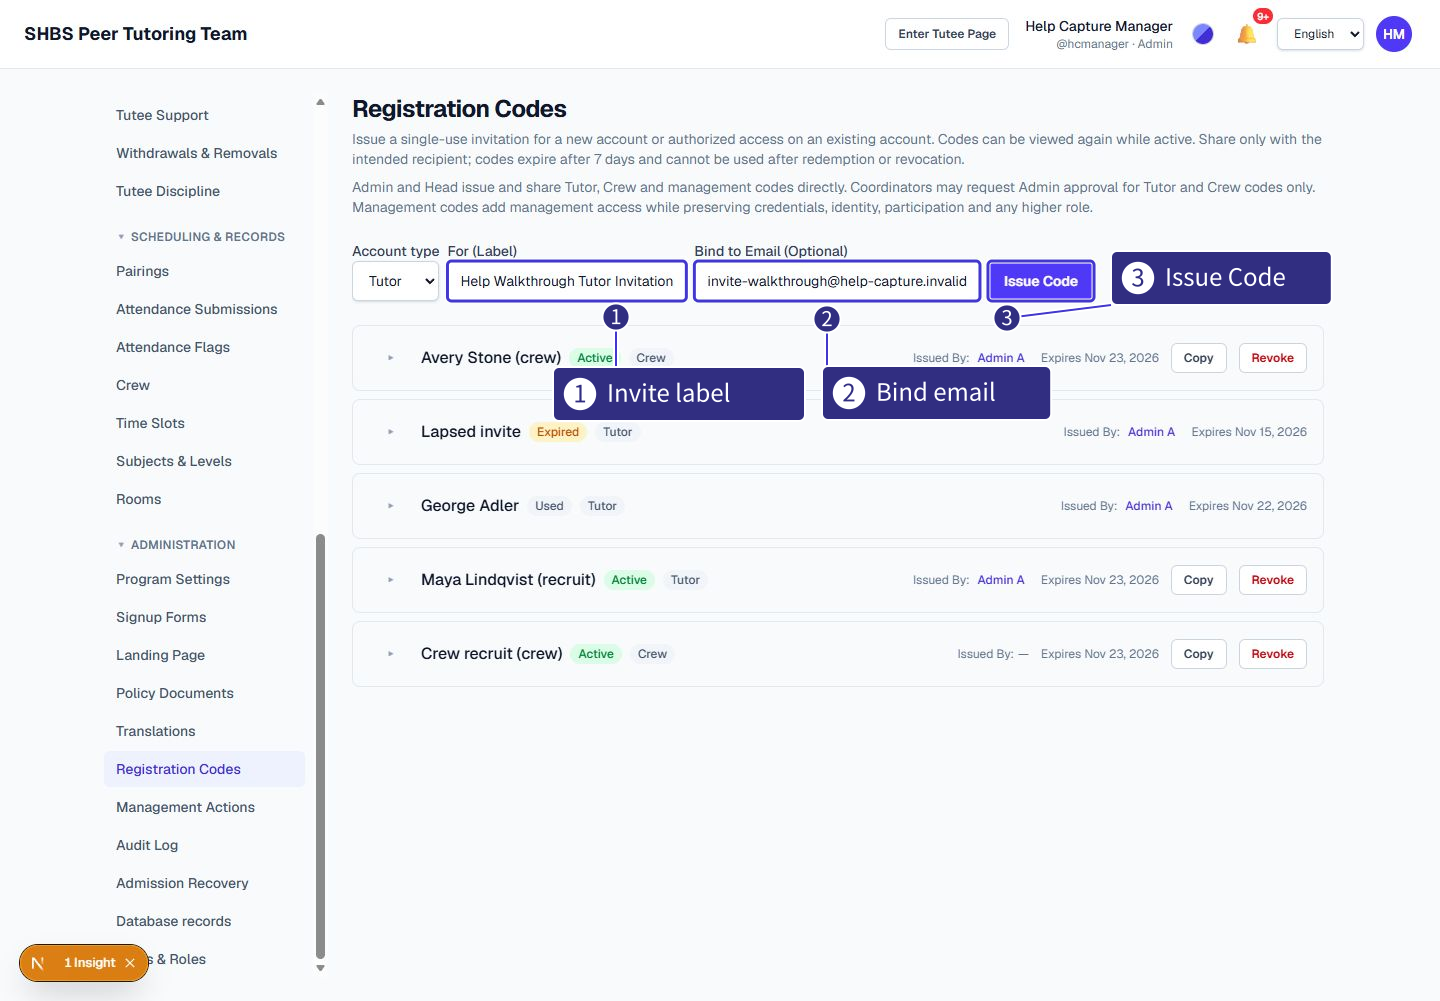 SHBS Peer Tutoring Team
Enter Tutee Page
Help Capture Manager
@hcmanager · Admin
9+
English
HM
Tutee Support
Withdrawals & Removals
Tutee Discipline
SCHEDULING & RECORDS
Pairings
Attendance Submissions
Attendance Flags
Crew
Time Slots
Subjects & Levels
Rooms
ADMINISTRATION
Program Settings
Signup Forms
Landing Page
Policy Documents
Translations
Registration Codes
Management Actions
Audit Log
Admission Recovery
Database records
s & Roles
1 Insight
Registration Codes
Issue a single-use invitation for a new account or authorized access on an existing account. Codes can be viewed again while active. Share only with the
intended recipient; codes expire after 7 days and cannot be used after redemption or revocation.
Admin and Head issue and share Tutor, Crew and management codes directly. Coordinators may request Admin approval for Tutor and Crew codes only.
Management codes add management access while preserving credentials, identity, participation and any higher role.
Account type For (Label) Bind to Email (Optional)
Tutor Help Walkthrough Tutor Invitation invite-walkthrough@help-capture.invalid Issue Code
3 Issue Code
1 2 3
Avery Stone (crew) Active Crew Issued By: Admin A Expires Nov 23, 2026 Copy Revoke
1 Invite label
2 Bind email
Lapsed invite Expired Tutor Issued By: Admin A Expires Nov 15, 2026
George Adler Used Tutor Issued By: Admin A Expires Nov 22, 2026
Maya Lindqvist (recruit) Active Tutor Issued By: Admin A Expires Nov 23, 2026 Copy Revoke
Crew recruit (crew) Active Crew Issued By: — Expires Nov 23, 2026 Copy Revoke